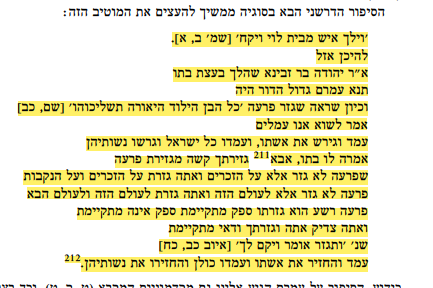 הסיפור הדרשני הבא בסוגיה ממשיך להעצים את המוטיב הזה:
׳וילך איש מבית לוי ויקח׳ [שמ׳ ב, א].
להיכן אזל
א״ר יהודה בר זבינא שהלך בעצת בתו
תנא עמרם גדול הדור היה
וכיון שראה שגזר פרעה ׳כל הבן הילוד היאורה תשליכוהו׳ [שם, כב]
אמר לשוא אנו עמלים
עמד וגירש את אשתו, ועמדו כל ישראל וגרשו נשותיהן
אמרה לו בתו, אבא211 גזירתך קשה מגזירת פרעה
שפרעה לא גזר אלא על הזכרים ואתה גזרת על הזכרים ועל הנקבות
פרעה לא גזר אלא לעולם הזה ואתה גזרת לעולם הזה ולעולם הבא
פרעה רשע הוא גזורתו ספק מתקיימת ספק אינה מתקיימת
ואתה צדיק אתה וגזרתך ודאי מתקיימת
שנ׳ ׳ותגזר אומר ויקם לך׳ [איוב כב, כח]
עמד והחזיר את אשתו ועמדו כולן והחזירו את נשותיהן.212